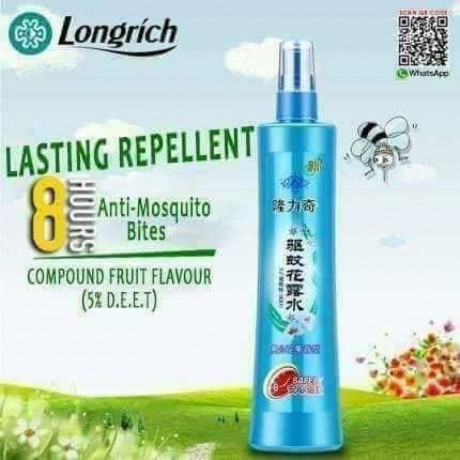 Longrich
SCAN QR CODE
WhatsApp
LASTING REPELLENT
8 HOURS
Anti-Mosquito
Bites
COMPOUND FRUIT FLAVOUR
(5% D.E.E.T)
隆力奇
驱蚊花露水
SAFE